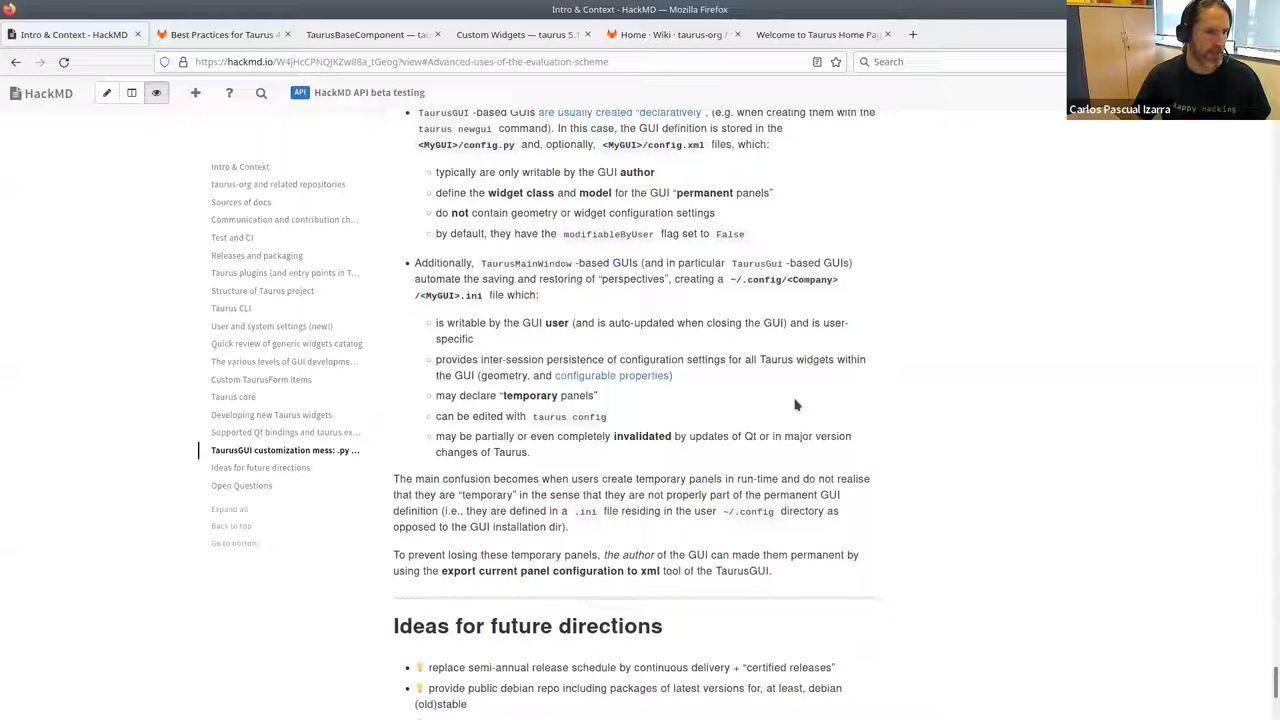 Intra & Context - HackMD — Mozilla Firefox
Intro & Context - HackMD
Best Practices for Taurus 4
TaurusBaseComponent — tau
Custom Widgets — taurus 5.1
Home · Wiki · taurus-org /
Welcome to Taurus Home Pag
https://hackmd.io/W4jHcCPNQJKZw88a_tGeog?view#Advanced-uses-of-the-evaluation-scheme
Search
HackMD
API HackMD API beta testing
Carlos Pascual Izarra
Happy Hacking
Intro & Context
taurus-org and related repositories
Sources of docs
Communication and contribution ch...
Test and CI
Releases and packaging
Taurus plugins (and entry points in T...
Structure of Taurus project
Taurus CLI
User and system settings (new!)
Quick review of generic widgets catalog
The various levels of GUI developme...
Custom TaurusForm items
Taurus core
Developing new Taurus widgets
Supported Qt bindings and taurus.ex...
TaurusGUI customization mess: .py ...
Ideas for future directions
Open Questions
Expand all
Back to top
Go to bottom
TaurusGUI -based GUIs are usually created “declaratively”, (e.g. when creating them with the
taurus newgui command). In this case, the GUI definition is stored in the
<MyGUI>/config.py and, optionally, <MyGUI>/config.xml files, which:
typically are only writable by the GUI author
define the widget class and model for the GUI “permanent panels”
do not contain geometry or widget configuration settings
by default, they have the modifiableByUser flag set to False
Additionally, TaurusMainWindow -based GUIs (and in particular TaurusGui -based GUIs)
automate the saving and restoring of “perspectives”, creating a ~/.config/<Company>
/<MyGUI>.ini file which:
is writable by the GUI user (and is auto-updated when closing the GUI) and is user-
specific
provides inter-session persistence of configuration settings for all Taurus widgets within
the GUI (geometry, and configurable properties)
may declare “temporary panels”
can be edited with taurus config
may be partially or even completely invalidated by updates of Qt or in major version
changes of Taurus.
The main confusion becomes when users create temporary panels in run-time and do not realise
that they are “temporary” in the sense that they are not properly part of the permanent GUI
definition (i.e., they are defined in a .ini file residing in the user ~/.config directory as
opposed to the GUI installation dir).
To prevent losing these temporary panels, the author of the GUI can made them permanent by
using the export current panel configuration to xml tool of the TaurusGUI.
Ideas for future directions
replace semi-annual release schedule by continuous delivery + “certified releases”
provide public debian repo including packages of latest versions for, at least, debian
(old)stable